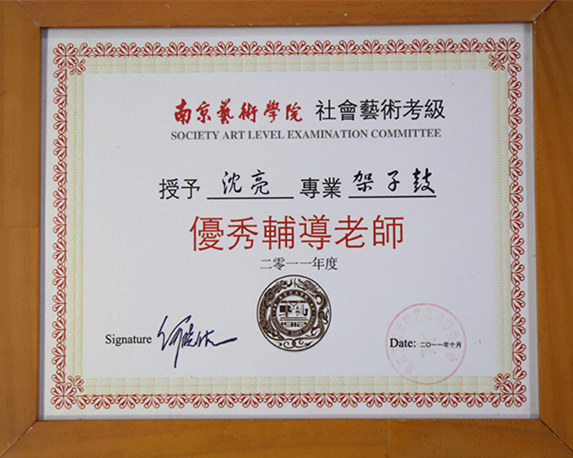 南京藝術學院 社會藝術考級
SOCIETY ART LEVEL EXAMINATION COMMITTEE
授予 沈亮 專業 架子鼓
優秀輔導老師
二零一一年度
Signature
Date: 二〇一一年十月